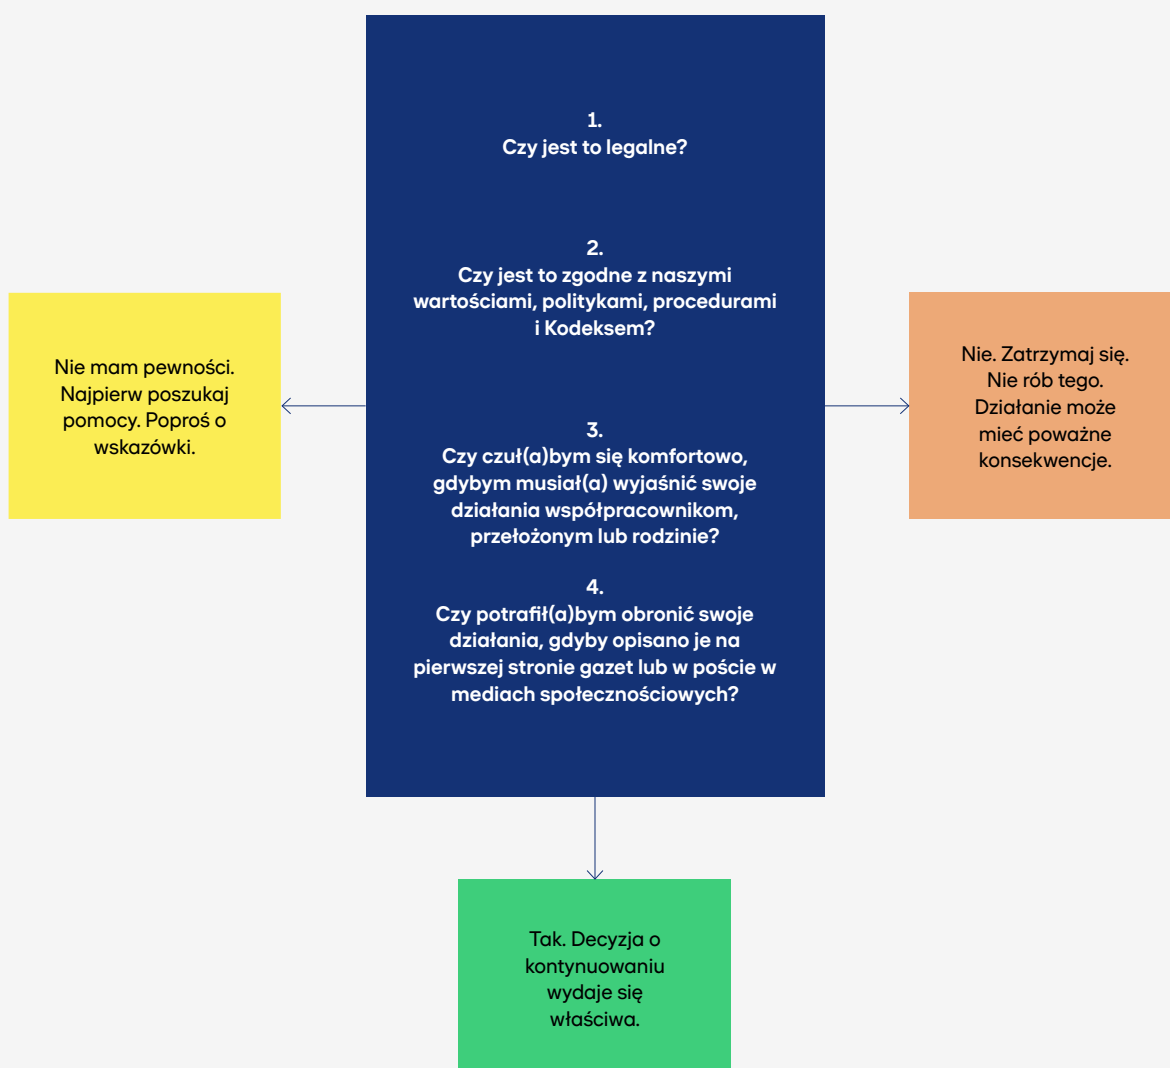 1.
Czy jest to legalne?
2.
Czy jest to zgodne z naszymi
wartościami, politykami, procedurami
i Kodeksem?
3.
Czy czuł(a)bym się komfortowo,
gdybym musiał(a) wyjaśnić swoje
działania współpracownikom,
przełożonym lub rodzinie?
4.
Czy potrafił(a)bym obronić swoje
działania, gdyby opisano je na
pierwszej stronie gazet lub w poście w
mediach społecznościowych?
Nie mam pewności.
Najpierw poszukaj
pomocy. Poproś o
wskazówki.
Nie. Zatrzymaj się.
Nie rób tego.
Działanie może
mieć poważne
konsekwencje.
Tak. Decyzja o
kontynuowaniu
wydaje się
właściwa.